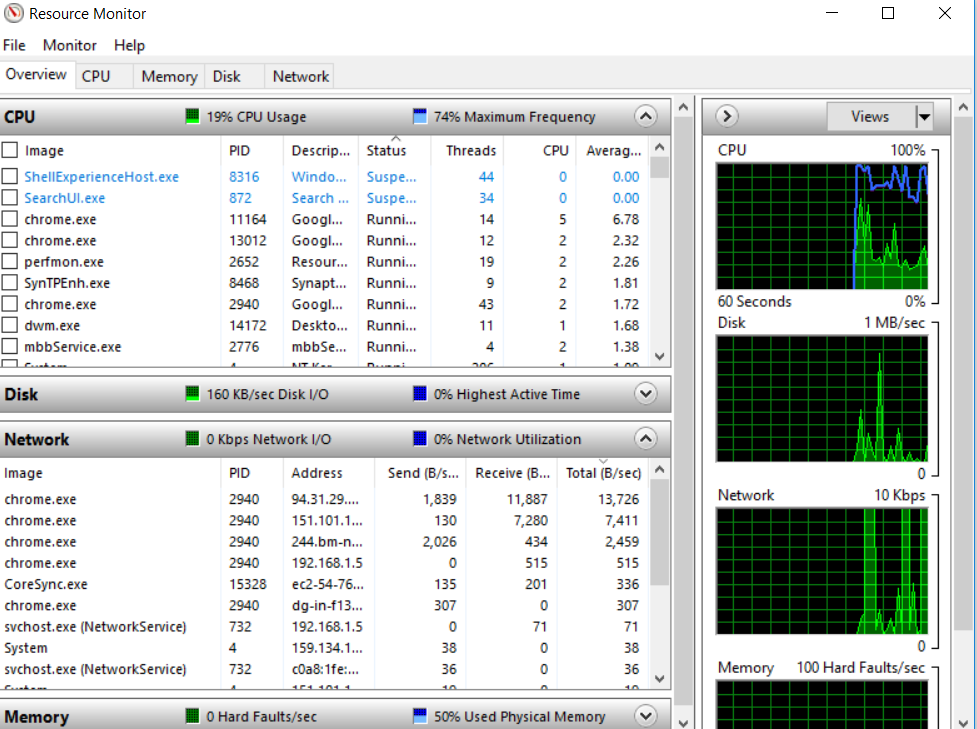 Resource Monitor
File Monitor Help
Overview CPU Memory Disk Network
CPU 19% CPU Usage 74% Maximum Frequency
Image PID Descrip... Status Threads CPU Averag...
ShellExperienceHost.exe 8316 Windo... Suspe... 44 0 0.00
SearchUI.exe 872 Search ... Suspe... 34 0 0.00
chrome.exe 11164 Googl... Runni... 14 5 6.78
chrome.exe 13012 Googl... Runni... 12 2 2.32
perfmon.exe 2652 Resour... Runni... 19 2 2.26
SynTPEnh.exe 8468 Synapt... Runni... 9 2 1.81
chrome.exe 2940 Googl... Runni... 43 2 1.72
dwm.exe 14172 Deskto... Runni... 11 1 1.68
mbbService.exe 2776 mbbSe... Runni... 4 2 1.38
Disk 160 KB/sec Disk I/O 0% Highest Active Time
Network 0 Kbps Network I/O 0% Network Utilization
Image PID Address Send (B/s... Receive (B... Total (B/sec)
chrome.exe 2940 94.31.29.... 1,839 11,887 13,726
chrome.exe 2940 151.101.1... 130 7,280 7,411
chrome.exe 2940 244.bm-n... 2,026 434 2,459
chrome.exe 2940 192.168.1.5 0 515 515
CoreSync.exe 15328 ec2-54-76... 135 201 336
chrome.exe 2940 dg-in-f13... 307 0 307
svchost.exe (NetworkService) 732 192.168.1.5 0 71 71
System 4 159.134.1... 38 0 38
svchost.exe (NetworkService) 732 c0a8:1fe:... 36 0 36
Memory 0 Hard Faults/sec 50% Used Physical Memory
Views
CPU 100%
60 Seconds 0%
Disk 1 MB/sec
0
Network 10 Kbps
0
Memory 100 Hard Faults/sec